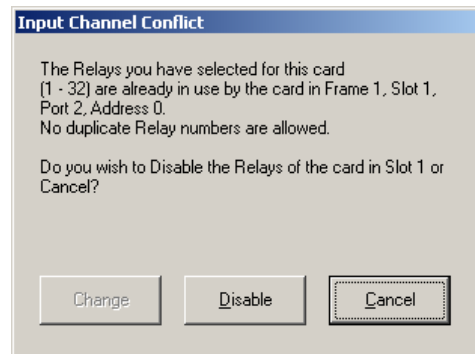 Input Channel Conflict
The Relays you have selected for this card
(1 - 32) are already in use by the card in Frame 1, Slot 1,
Port 2, Address 0.
No duplicate Relay numbers are allowed.
Do you wish to Disable the Relays of the card in Slot 1 or
Cancel?
Change
Disable
Cancel